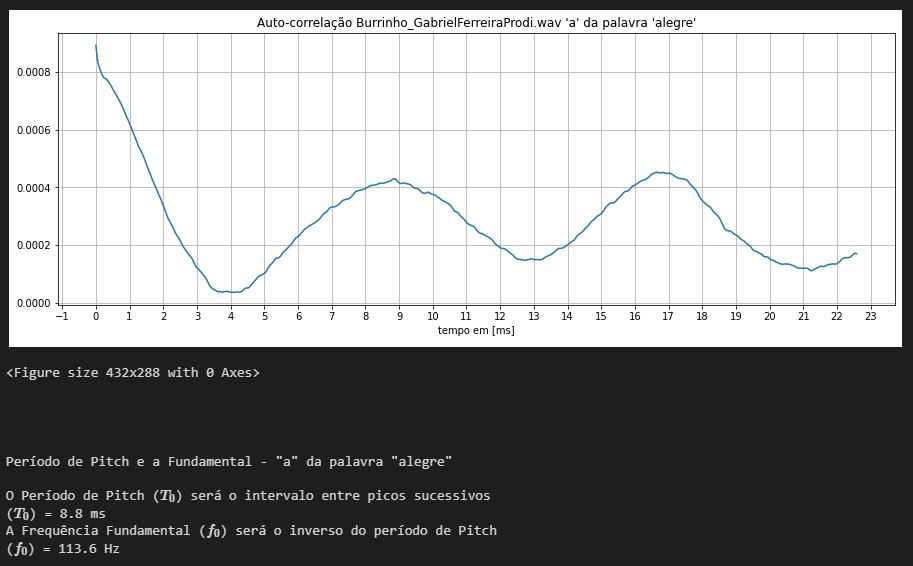 Auto-correlação Burrinho_GabrielFerreiraProdi.wav 'a' da palavra 'alegre'
0.0008
0.0006
0.0004
0.0002
0.0000
−1 0 1 2 3 4 5 6 7 8 9 10 11 12 13 14 15 16 17 18 19 20 21 22 23
tempo em [ms]
<Figure size 432x288 with 0 Axes>
Período de Pitch e a Fundamental - "a" da palavra "alegre"
O Período de Pitch (T₀) será o intervalo entre picos sucessivos
(T₀) = 8.8 ms
A Frequência Fundamental (f₀) será o inverso do período de Pitch
(f₀) = 113.6 Hz